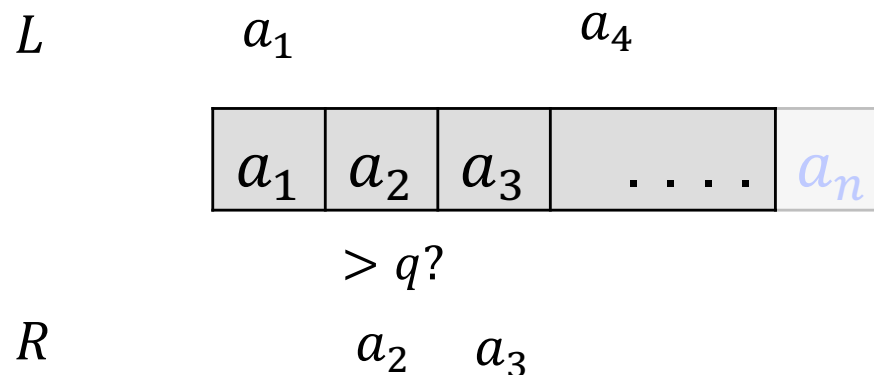 L a₁ a₄
a₁ a₂ a₃ . . . . aₙ
> q?
R a₂ a₃